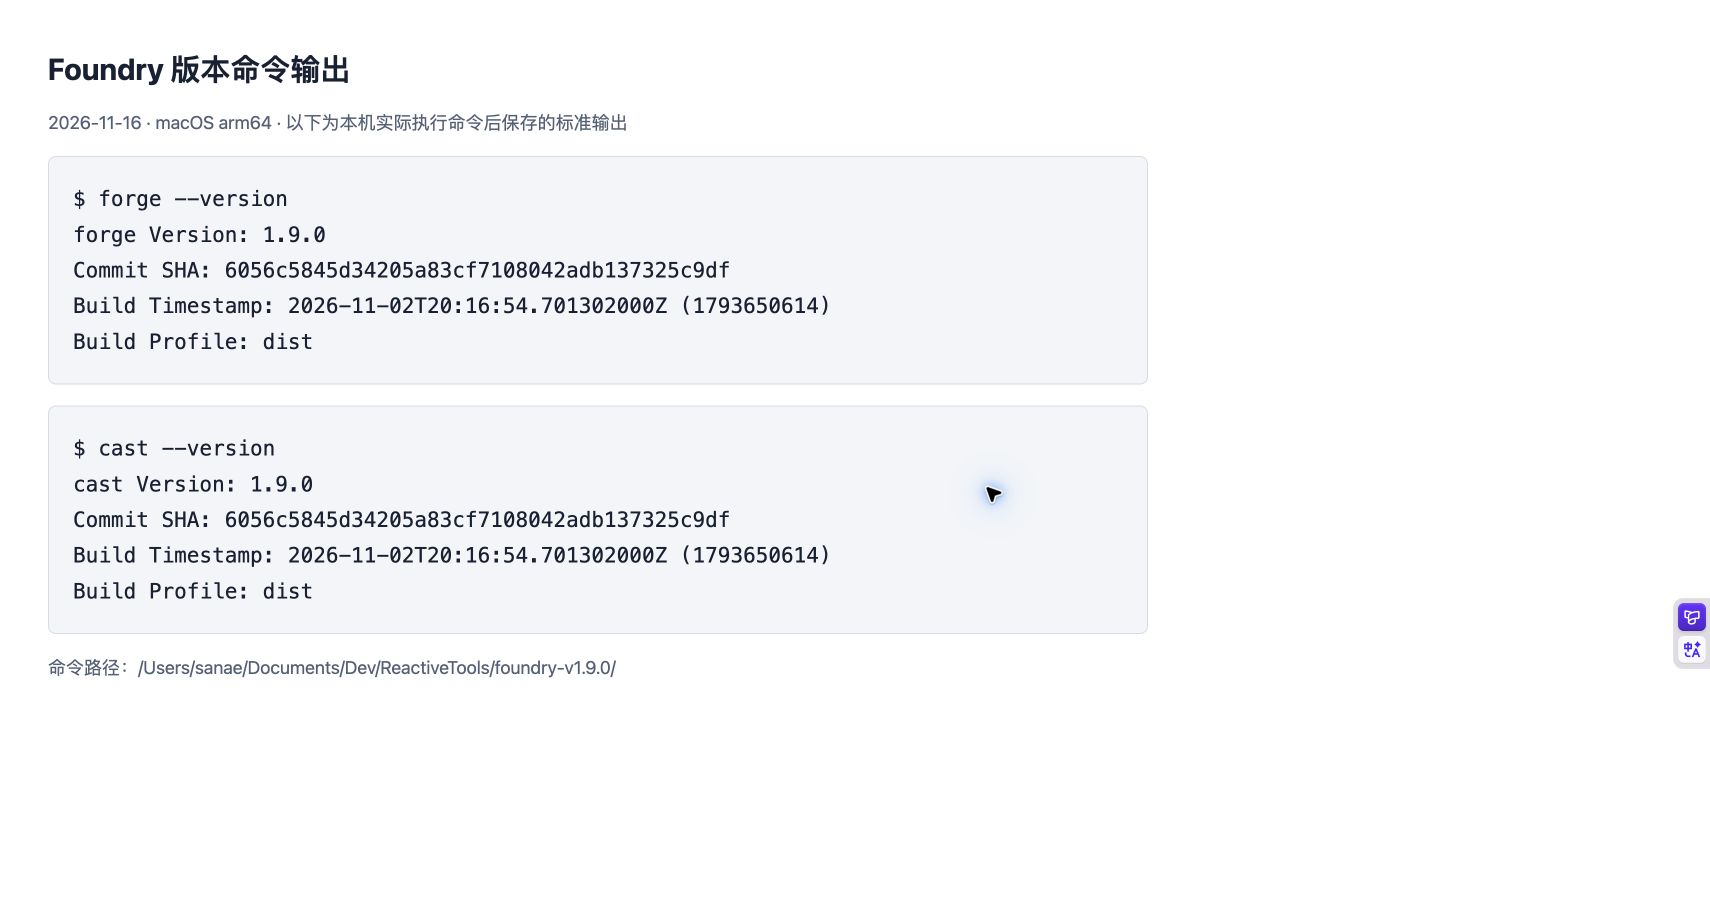 Foundry 版本命令输出
2026-11-16 · macOS arm64 · 以下为本机实际执行命令后保存的标准输出
$ forge --version
forge Version: 1.9.0
Commit SHA: 6056c5845d34205a83cf7108042adb137325c9df
Build Timestamp: 2026-11-02T20:16:54.701302000Z (1793650614)
Build Profile: dist
$ cast --version
cast Version: 1.9.0
Commit SHA: 6056c5845d34205a83cf7108042adb137325c9df
Build Timestamp: 2026-11-02T20:16:54.701302000Z (1793650614)
Build Profile: dist
命令路径：/Users/sanae/Documents/Dev/ReactiveTools/foundry-v1.9.0/
中A